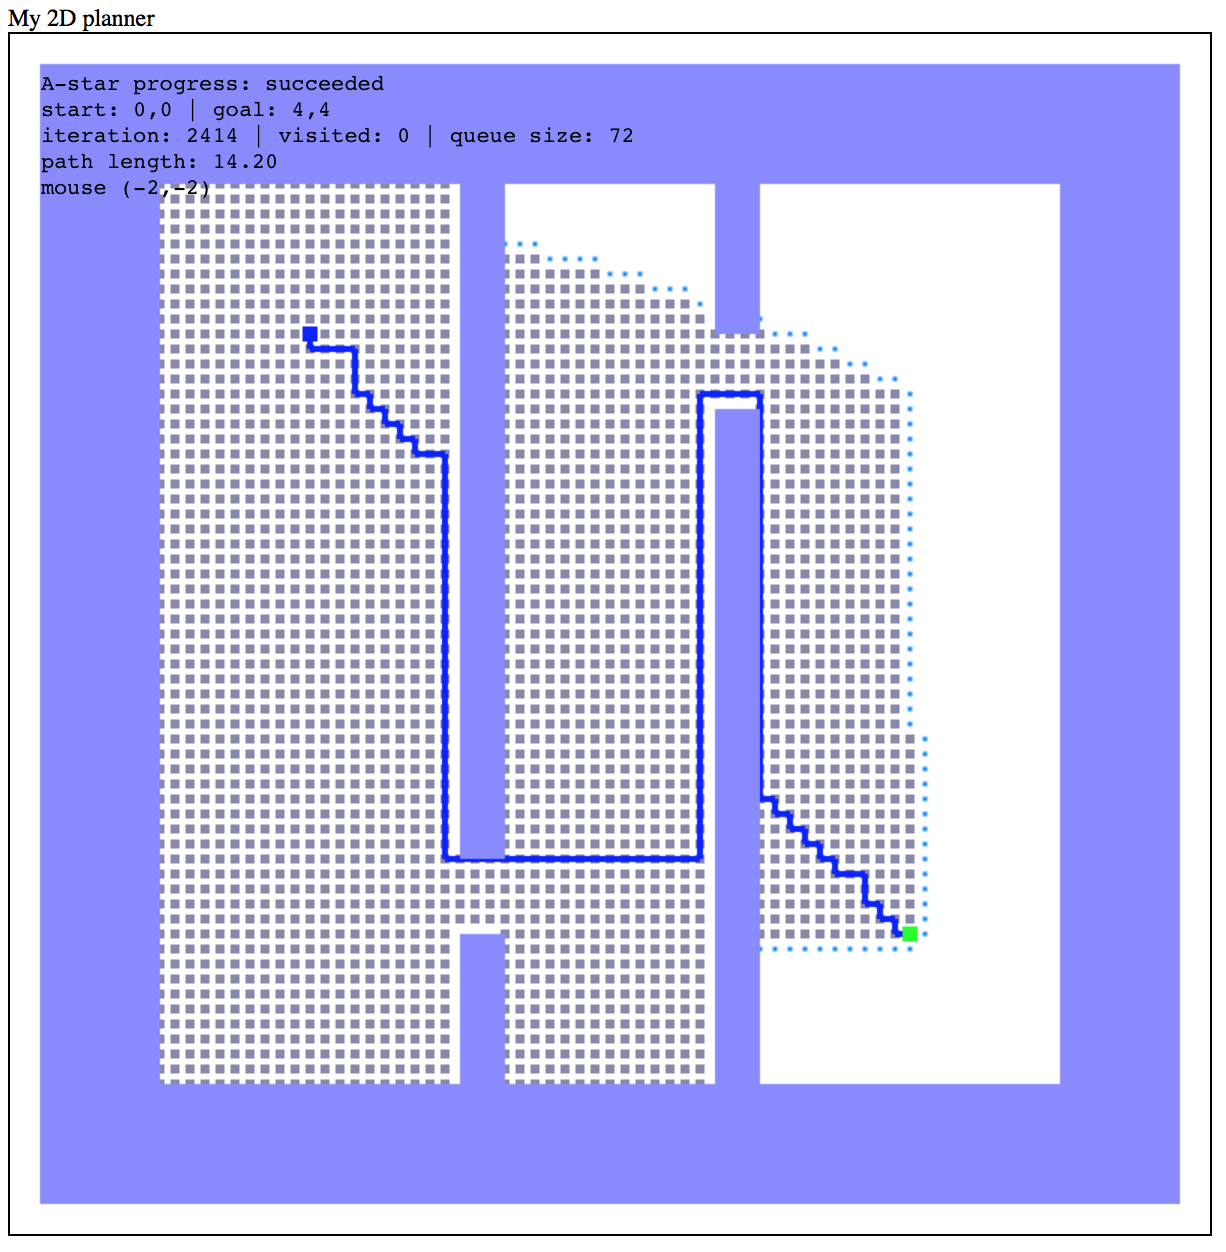 My 2D planner
A-star progress: succeeded
start: 0,0 | goal: 4,4
iteration: 2414 | visited: 0 | queue size: 72
path length: 14.20
mouse (-2,-2)